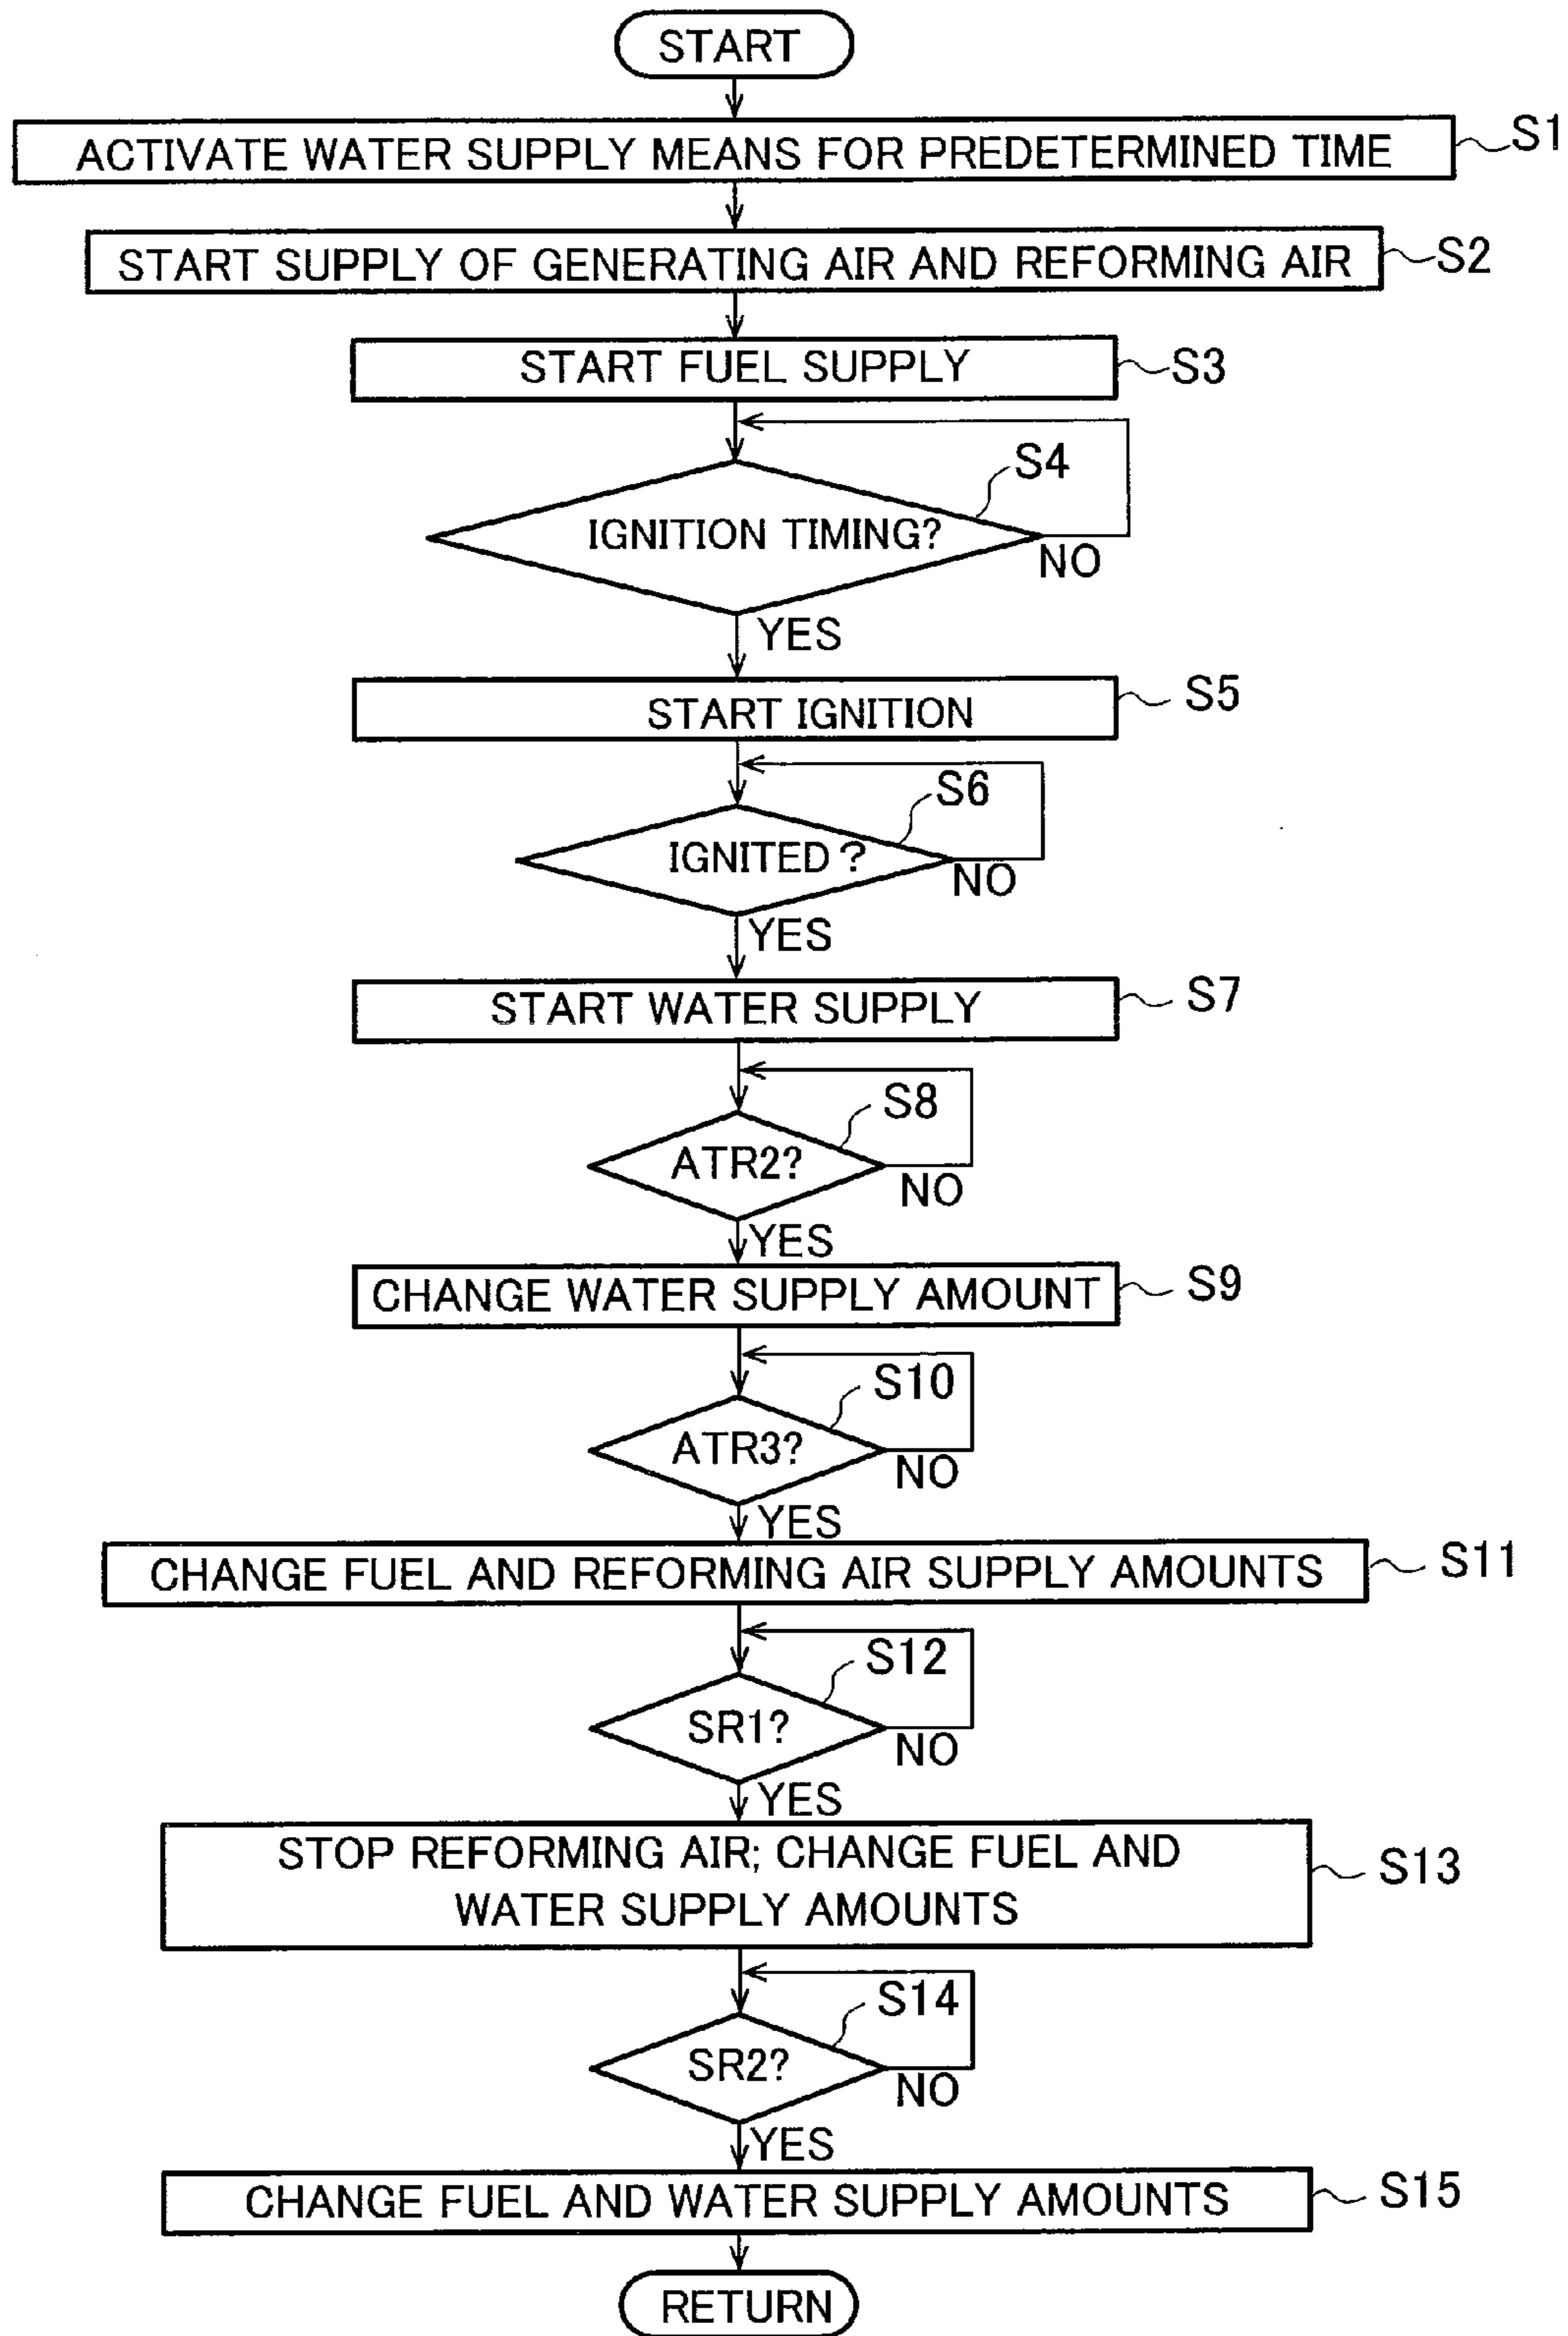 START
ACTIVATE WATER SUPPLY MEANS FOR PREDETERMINED TIME
S1
START SUPPLY OF GENERATING AIR AND REFORMING AIR
S2
START FUEL SUPPLY
S3
S4
IGNITION TIMING?
NO
YES
START IGNITION
S5
S6
IGNITED?
NO
YES
START WATER SUPPLY
S7
S8
ATR2?
NO
YES
CHANGE WATER SUPPLY AMOUNT
S9
S10
ATR3?
NO
YES
CHANGE FUEL AND REFORMING AIR SUPPLY AMOUNTS
S11
S12
SR1?
NO
YES
STOP REFORMING AIR; CHANGE FUEL AND
WATER SUPPLY AMOUNTS
S13
S14
SR2?
NO
YES
CHANGE FUEL AND WATER SUPPLY AMOUNTS
S15
RETURN